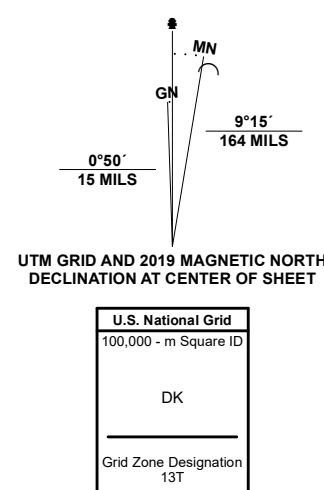 MN
GN
9°15´
164 MILS
0°50´
15 MILS
UTM GRID AND 2019 MAGNETIC NORTH
DECLINATION AT CENTER OF SHEET
U.S. National Grid
100,000 - m Square ID
DK
Grid Zone Designation
13T